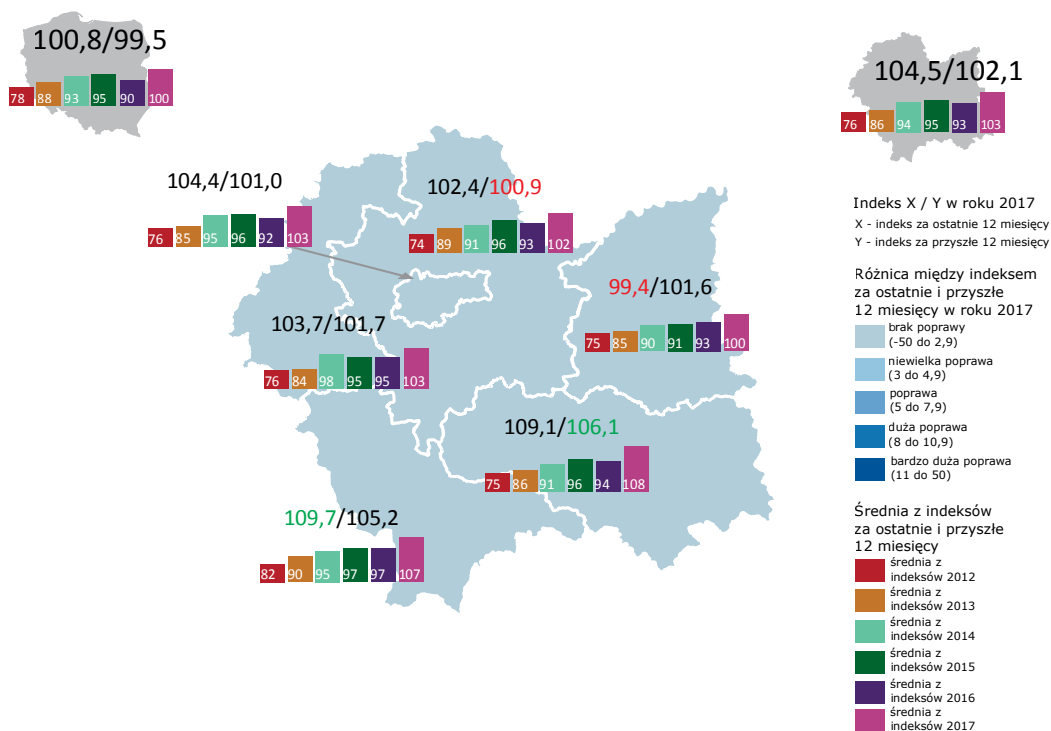 100,8/99,5
78 88 93 95 90 100
104,5/102,1
76 86 94 95 93 103
104,4/101,0
76 85 95 96 92 103
102,4/100,9
74 89 91 96 93 102
99,4/101,6
75 85 90 91 93 100
103,7/101,7
76 84 98 95 95 103
109,1/106,1
75 86 91 96 94 108
109,7/105,2
82 90 95 97 97 107
Indeks X / Y w roku 2017
X - indeks za ostatnie 12 miesięcy
Y - indeks za przyszłe 12 miesięcy
Różnica między indeksem
za ostatnie i przyszłe
12 miesięcy w roku 2017
brak poprawy
(-50 do 2,9)
niewielka poprawa
(3 do 4,9)
poprawa
(5 do 7,9)
duża poprawa
(8 do 10,9)
bardzo duża poprawa
(11 do 50)
Średnia z indeksów
za ostatnie i przyszłe
12 miesięcy
średnia z
indeksów 2012
średnia z
indeksów 2013
średnia z
indeksów 2014
średnia z
indeksów 2015
średnia z
indeksów 2016
średnia z
indeksów 2017